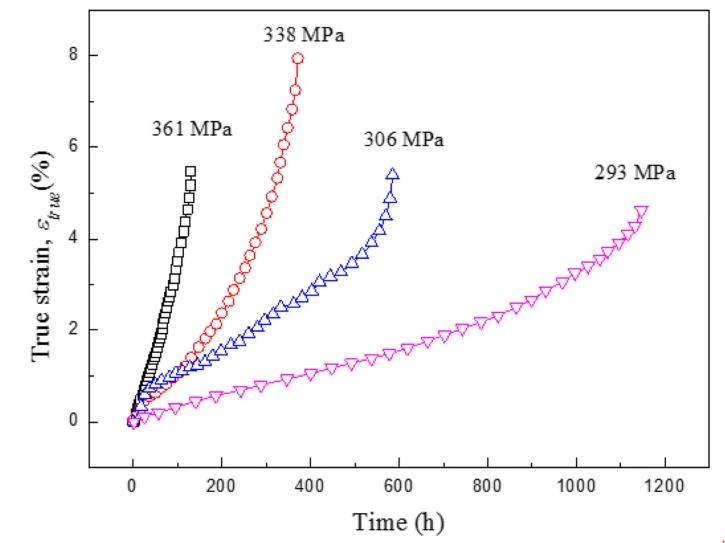 338 MPa
361 MPa
306 MPa
293 MPa
True strain, ε_true (%)
8
6
4
2
0
0 200 400 600 800 1000 1200
Time (h)